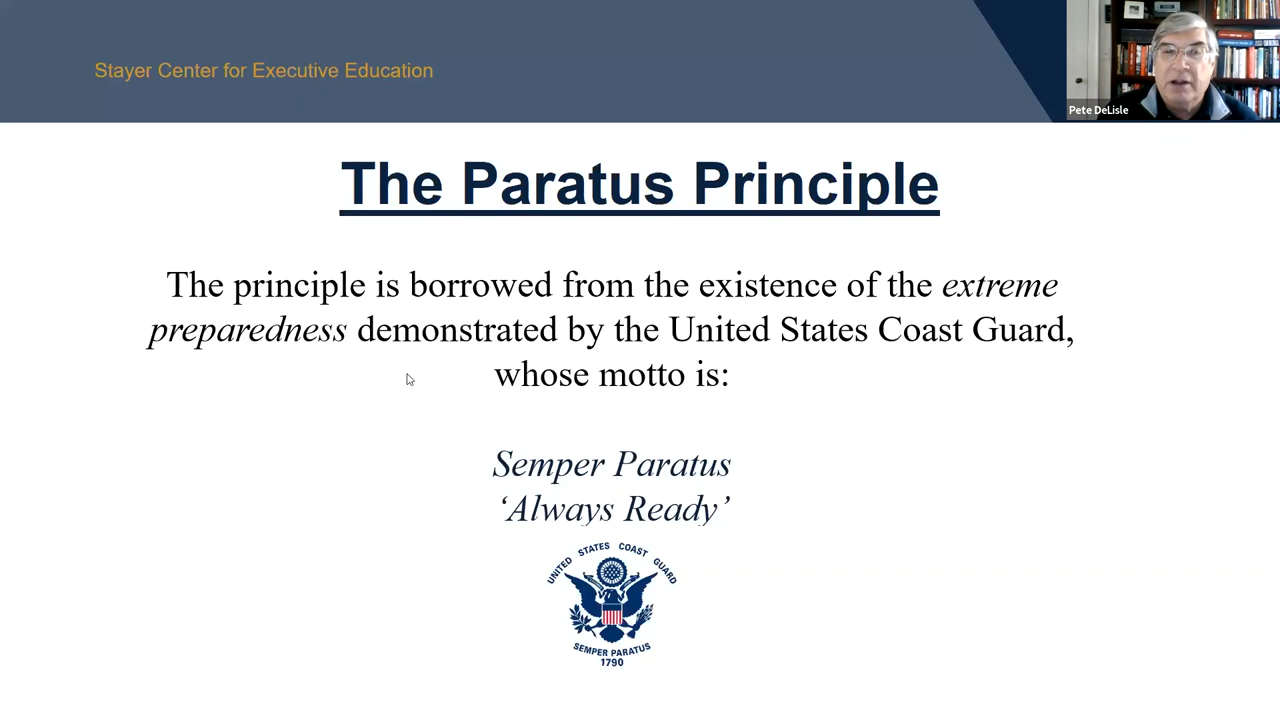 Stayer Center for Executive Education
Pete DeLisle
The Paratus Principle
The principle is borrowed from the existence of the extreme
preparedness demonstrated by the United States Coast Guard,
whose motto is:
Semper Paratus
‘Always Ready’
UNITED STATES COAST GUARD
SEMPER PARATUS
1790